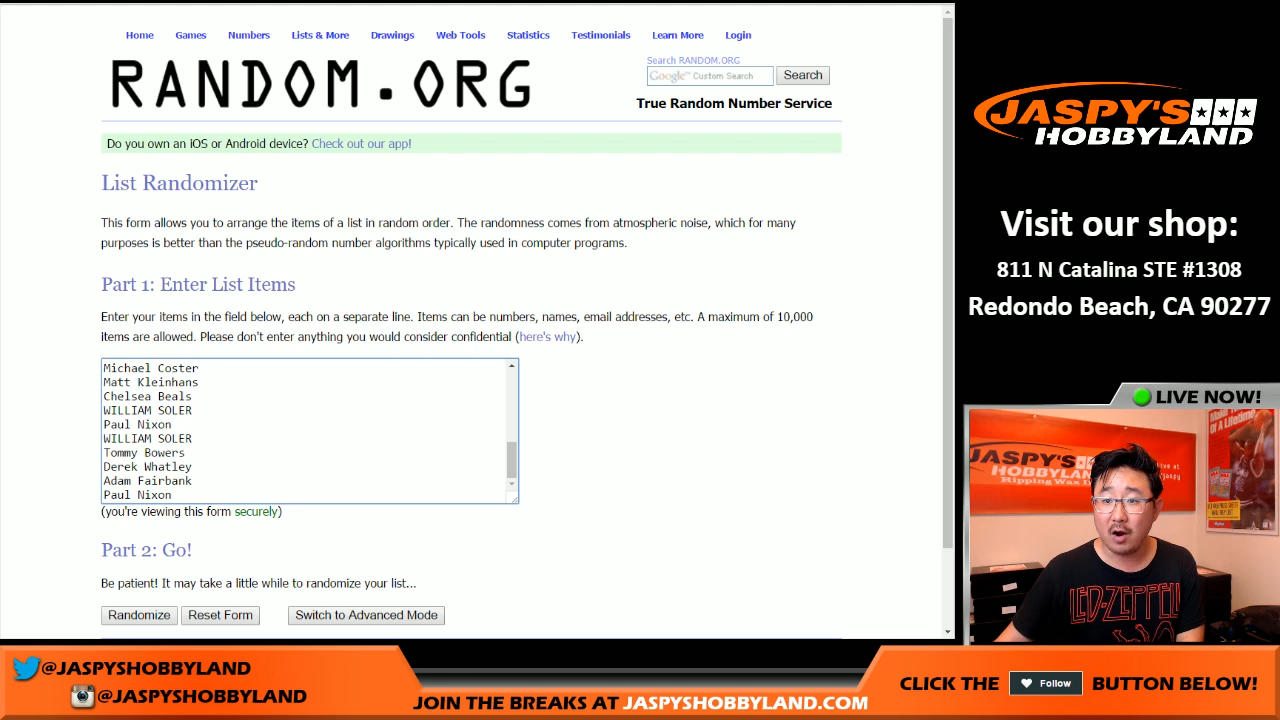 Home Games Numbers Lists & More Drawings Web Tools Statistics Testimonials Learn More Login
RANDOM.ORG
Search RANDOM.ORG
Google™ Custom Search Search
True Random Number Service
Do you own an iOS or Android device? Check out our app!
List Randomizer
This form allows you to arrange the items of a list in random order. The randomness comes from atmospheric noise, which for many
purposes is better than the pseudo-random number algorithms typically used in computer programs.
Part 1: Enter List Items
Enter your items in the field below, each on a separate line. Items can be numbers, names, email addresses, etc. A maximum of 10,000
items are allowed. Please don't enter anything you would consider confidential (here's why).
Michael Coster
Matt Kleinhans
Chelsea Beals
WILLIAM SOLER
Paul Nixon
WILLIAM SOLER
Tommy Bowers
Derek Whatley
Adam Fairbank
Paul Nixon
(you're viewing this form securely)
Part 2: Go!
Be patient! It may take a little while to randomize your list...
Randomize Reset Form Switch to Advanced Mode
JASPY'S
HOBBYLAND
Visit our shop:
811 N Catalina STE #1308
Redondo Beach, CA 90277
LIVE NOW!
JASPY'S
HOBBYLAND
Ripping Wax
LED-ZEPPELIN
@JASPYSHOBBYLAND
@JASPYSHOBBYLAND
JOIN THE BREAKS AT JASPYSHOBBYLAND.COM
CLICK THE Follow BUTTON BELOW!